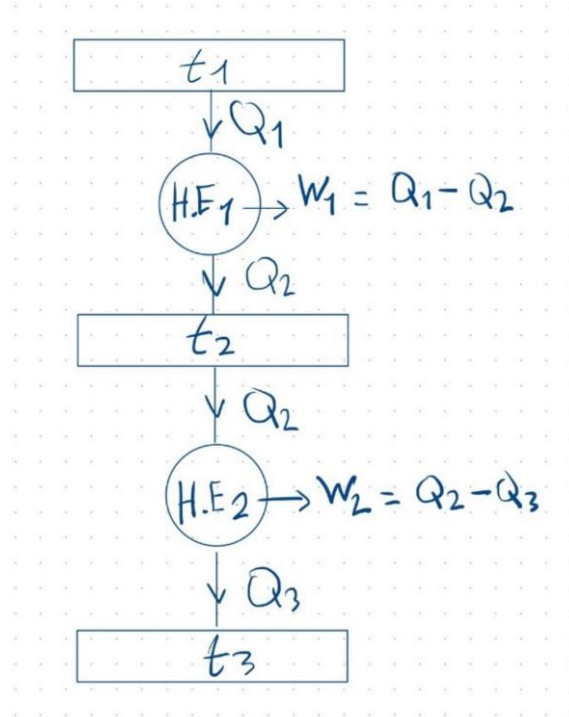 t1
Q1
H.E1 → W1 = Q1 - Q2
Q2
t2
Q2
H.E2 → W2 = Q2 - Q3
Q3
t3